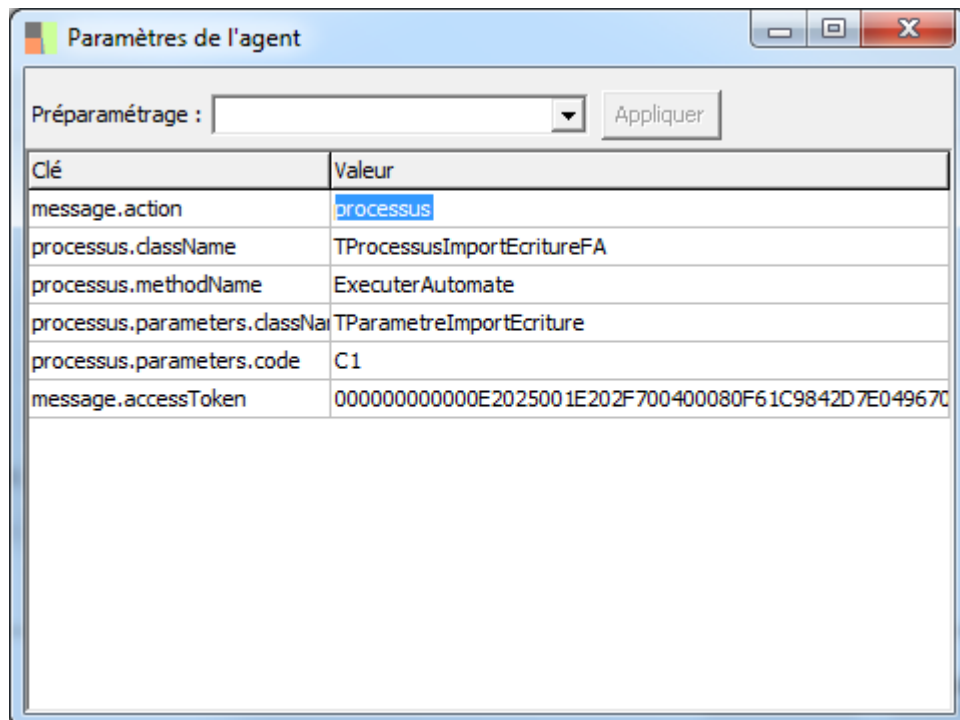 Paramètres de l'agent
Préparamétrage : Appliquer
Clé Valeur
message.action processus
processus.className TProcessusImportEcritureFA
processus.methodName ExecuterAutomate
processus.parameters.classNa TParametreImportEcriture
processus.parameters.code C1
message.accessToken 000000000000E2025001E202F700400080F61C9842D7E049670